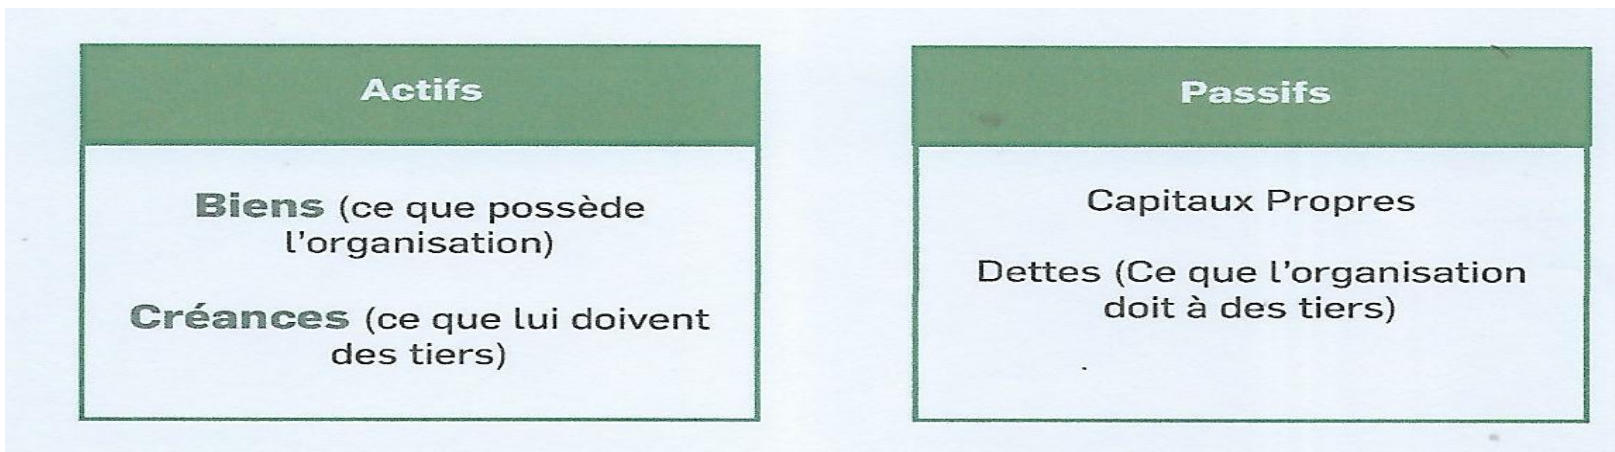 Actifs
Biens (ce que possède
l'organisation)
Créances (ce que lui doivent
des tiers)
Passifs
Capitaux Propres
Dettes (Ce que l'organisation
doit à des tiers)